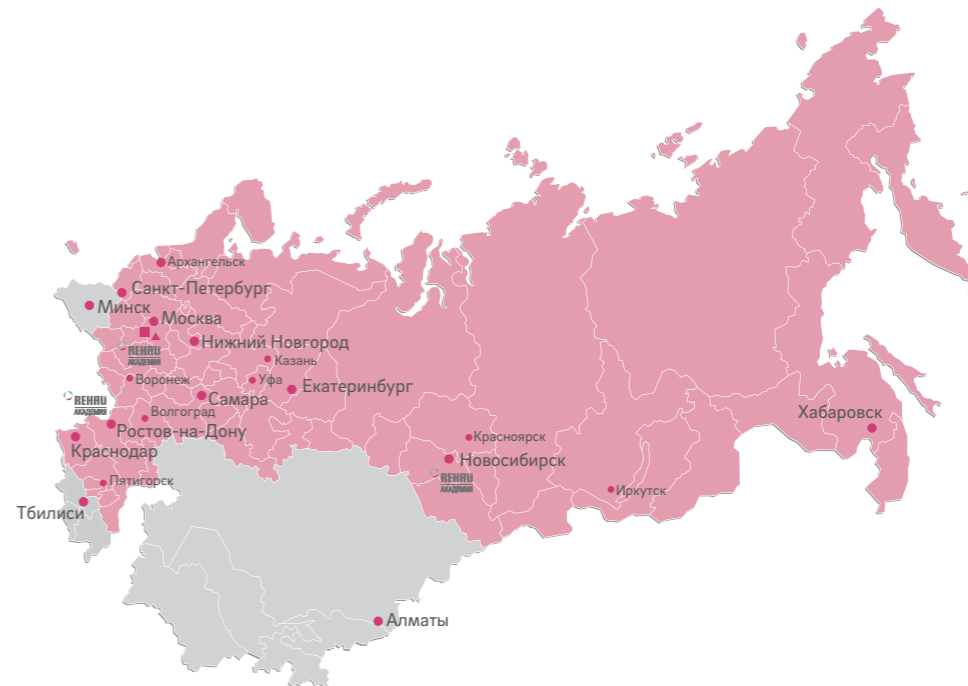 Архангельск
Санкт-Петербург
Минск
Москва
Нижний Новгород
REHAU
АКАДЕМИЯ
Казань
Воронеж
Уфа
Екатеринбург
Самара
REHAU
АКАДЕМИЯ
Волгоград
Ростов-на-Дону
Хабаровск
Краснодар
Красноярск
Новосибирск
Пятигорск
REHAU
АКАДЕМИЯ
Иркутск
Тбилиси
Алматы